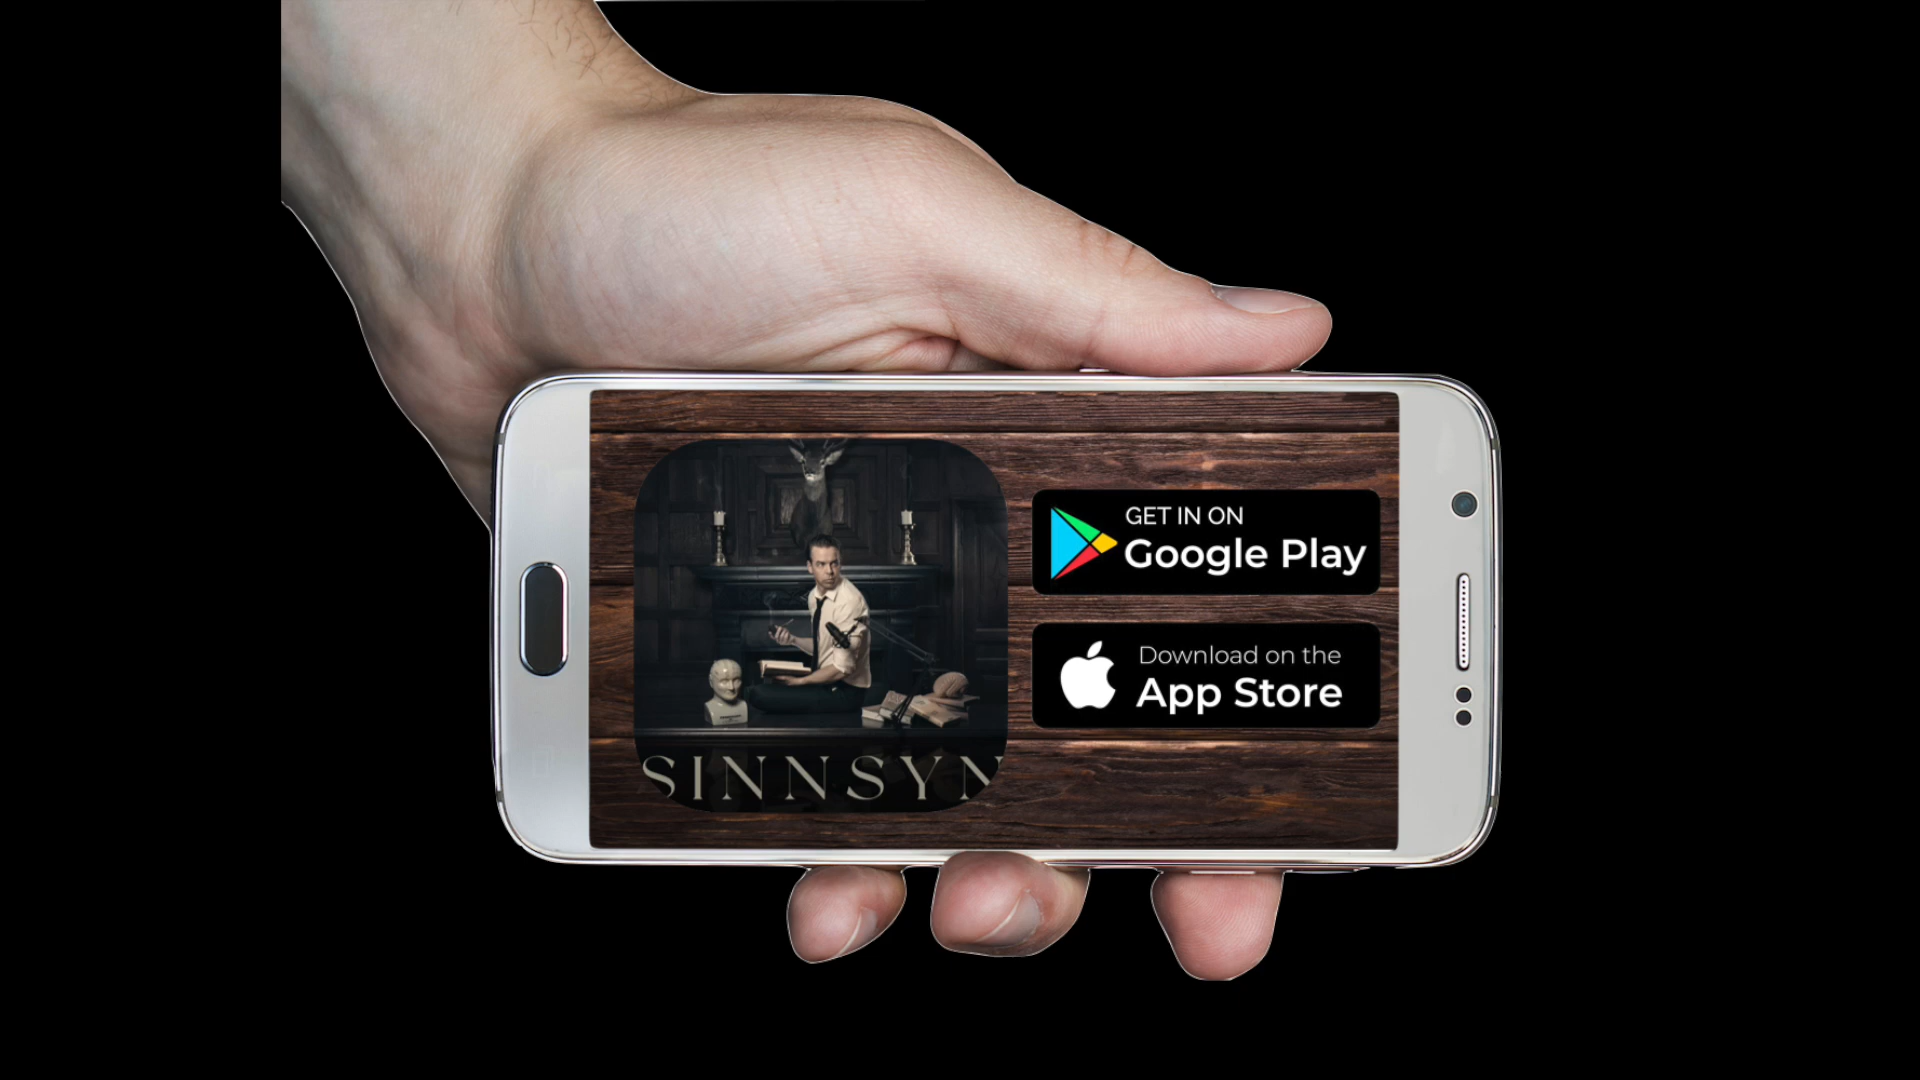 SINNSYN
GET IN ON
Google Play
Download on the
App Store